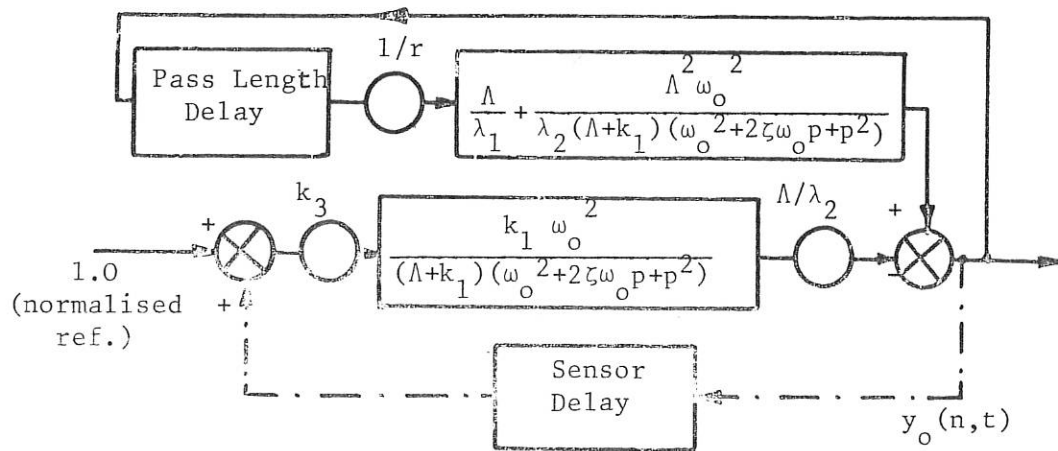 1/r
Pass Length
Delay
Λ/λ₁ + Λ²ω₀²/(λ₂(Λ+k₁)(ω₀²+2ζω₀p+p²))
k₃
k₁ ω₀²/((Λ+k₁)(ω₀²+2ζω₀p+p²))
Λ/λ₂
+
+
-
1.0
(normalised
ref.)
+
Sensor
Delay
y₀(n,t)